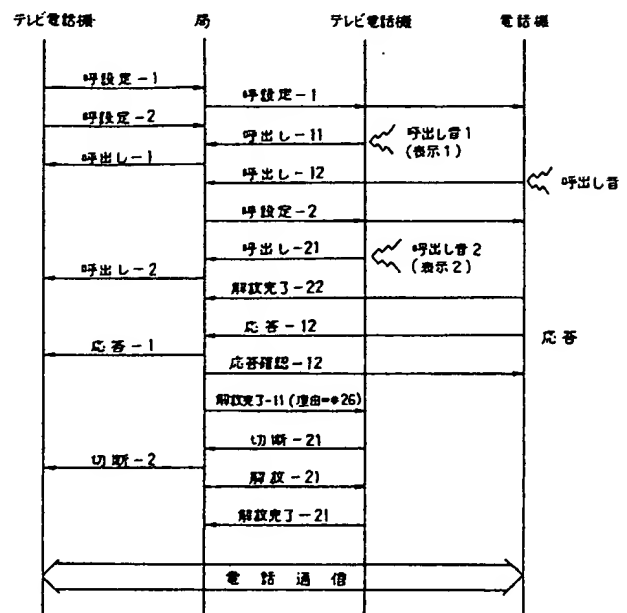 テレビ電話機 局 テレビ電話機 電話機
呼設定-1
呼設定-1
呼設定-2
呼出し-11 呼出し音1
(表示1)
呼出し-1
呼出し-12 呼出し音
呼設定-2
呼出し-21 呼出し音2
(表示2)
呼出し-2
解放完了-22
応答-12 応答
応答-1
応答確認-12
解放完了-11(理由=#26)
切断-21
切断-2
解放-21
解放完了-21
電話通信